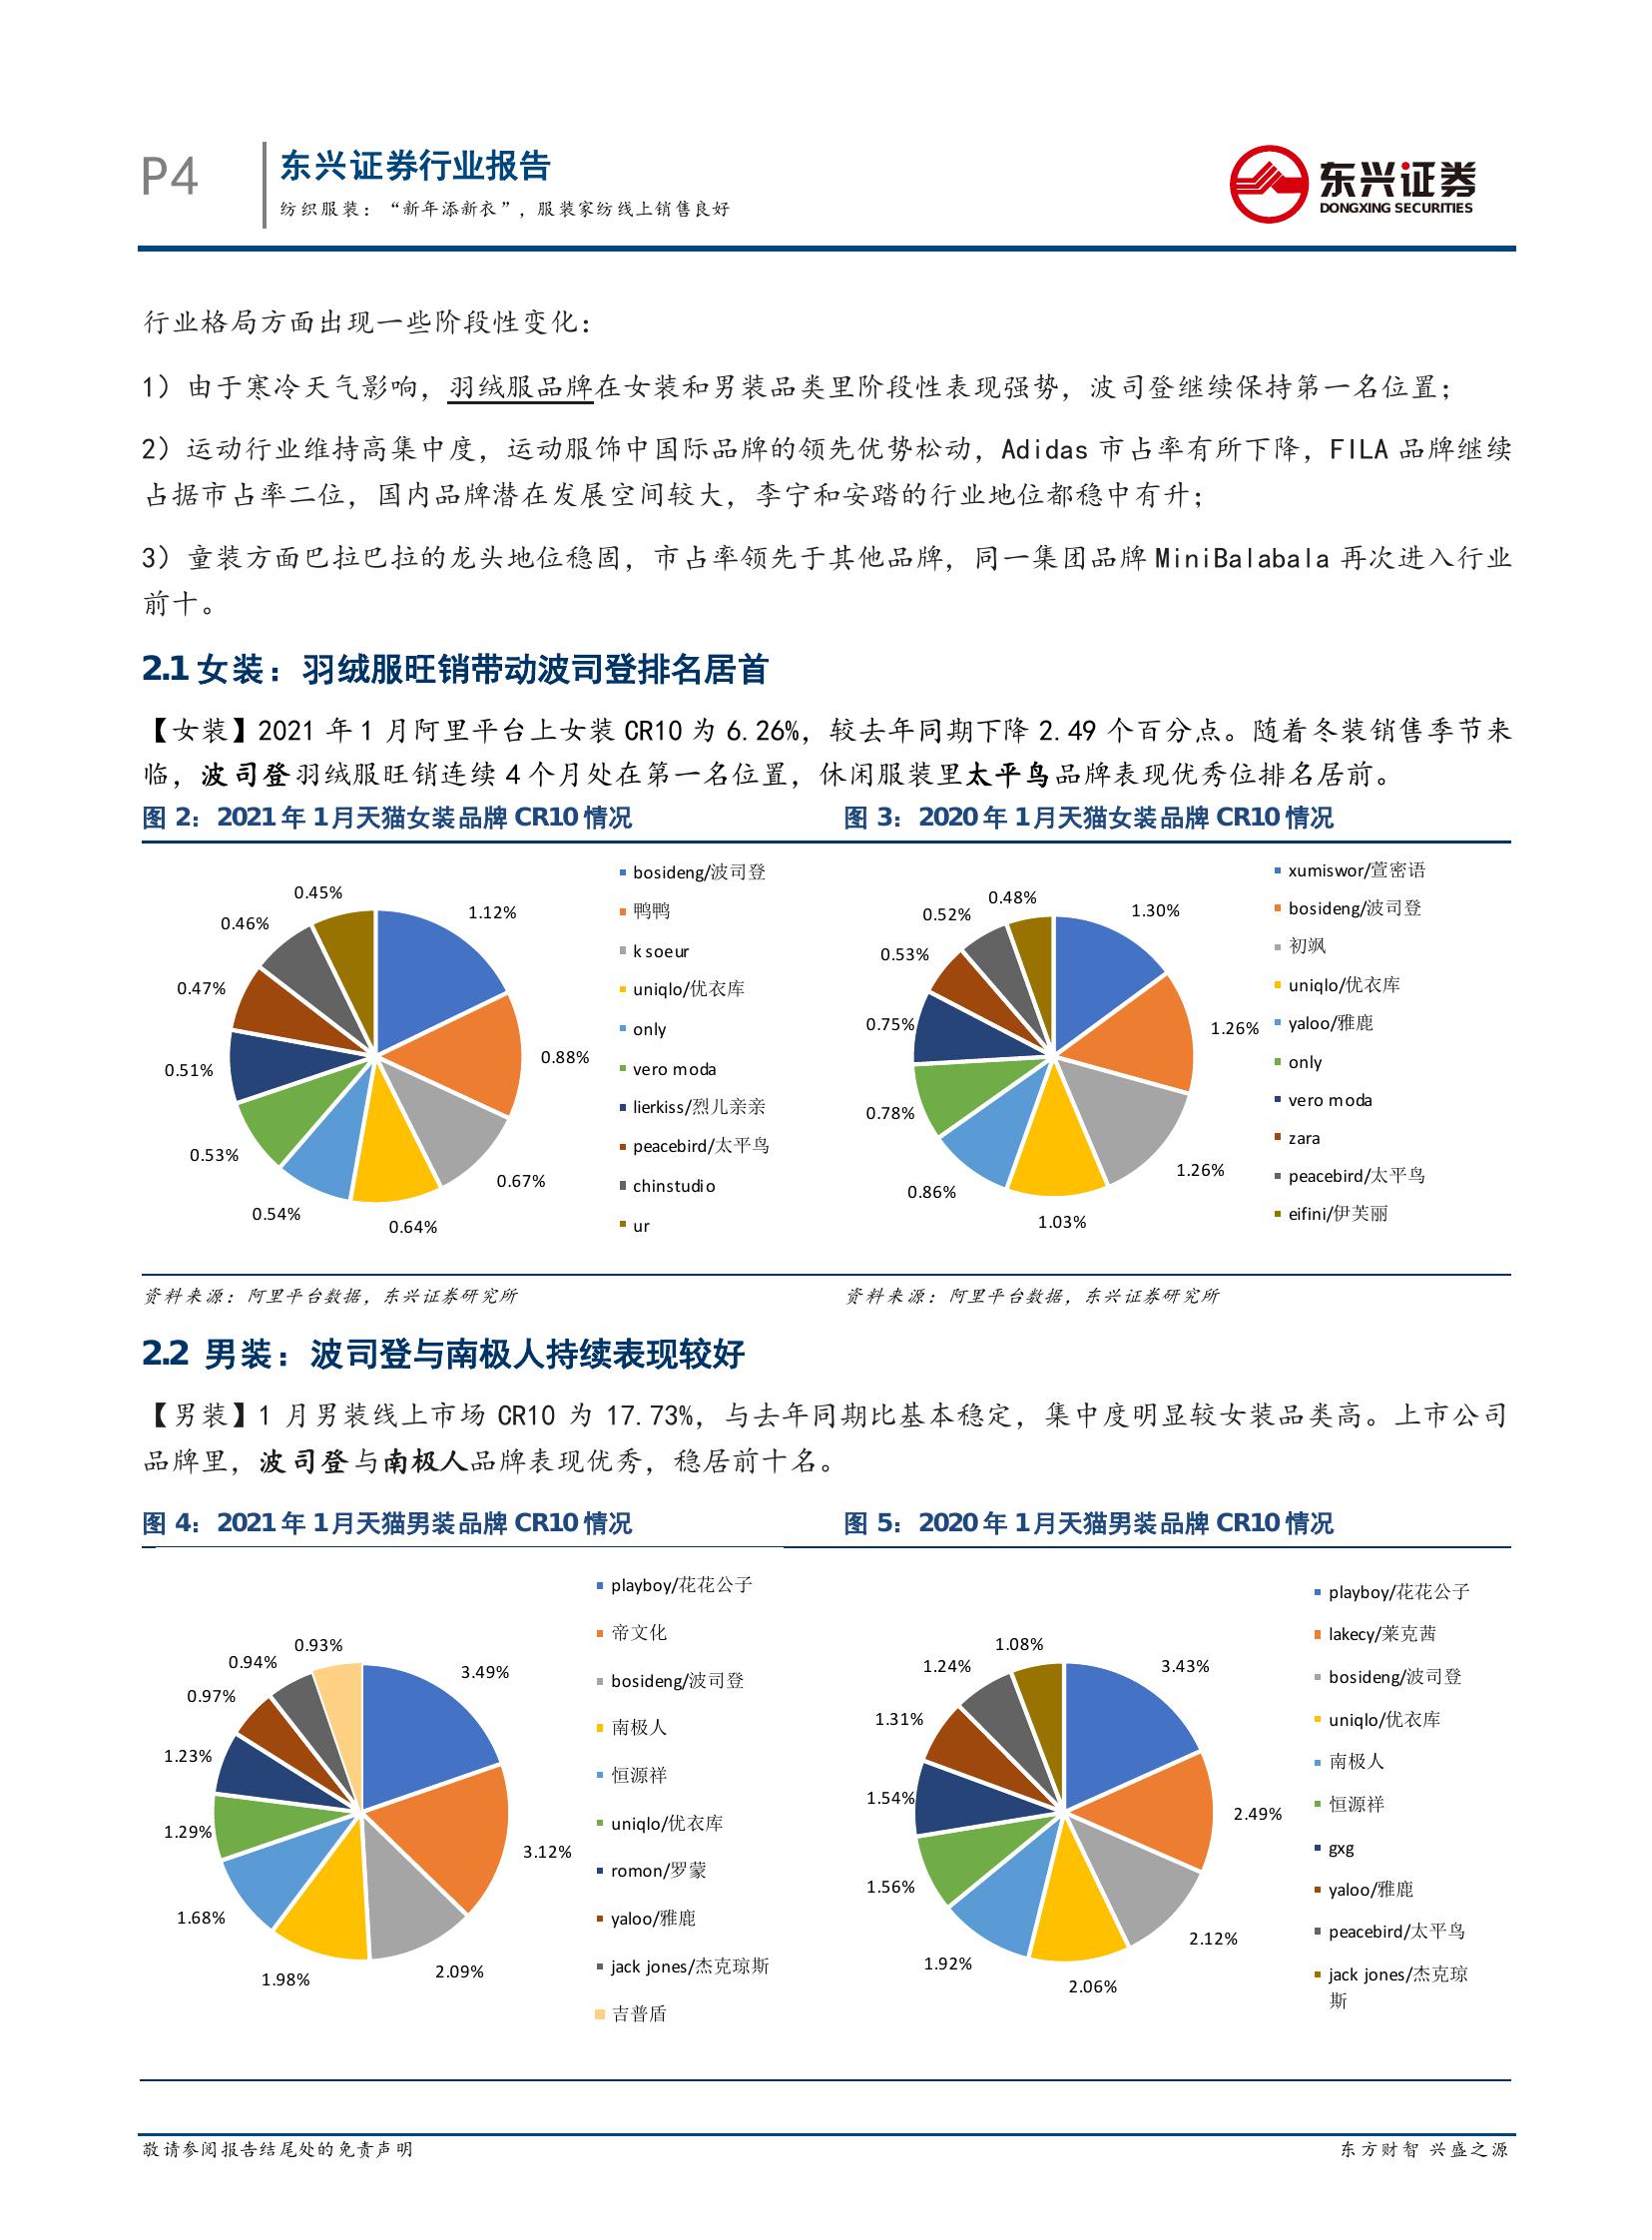 P4
东兴证券行业报告
纺织服装：“新年添新衣”，服装家纺线上销售良好
东兴证券
DONGXING SECURITIES
行业格局方面出现一些阶段性变化：
1）由于寒冷天气影响，羽绒服品牌在女装和男装品类里阶段性表现强势，波司登继续保持第一名位置；
2）运动行业维持高集中度，运动服饰中国际品牌的领先优势松动，Adidas 市占率有所下降，FILA 品牌继续
占据市占率二位，国内品牌潜在发展空间较大，李宁和安踏的行业地位都稳中有升；
3）童装方面巴拉巴拉的龙头地位稳固，市占率领先于其他品牌，同一集团品牌 MiniBalabala 再次进入行业
前十。
2.1 女装：羽绒服旺销带动波司登排名居首
【女装】2021 年 1 月阿里平台上女装 CR10 为 6.26%，较去年同期下降 2.49 个百分点。随着冬装销售季节来
临，波司登羽绒服旺销连续 4 个月处在第一名位置，休闲服装里太平鸟品牌表现优秀位排名居前。
图 2：2021 年 1 月天猫女装品牌 CR10 情况
1.12%
0.88%
0.67%
0.64%
0.54%
0.53%
0.51%
0.47%
0.46%
0.45%
bosideng/波司登
鸭鸭
k soeur
uniqlo/优衣库
only
vero moda
lierkiss/烈儿亲亲
peacebird/太平鸟
chinstudio
ur
资料来源：阿里平台数据，东兴证券研究所
图 3：2020 年 1 月天猫女装品牌 CR10 情况
1.30%
1.26%
1.26%
1.03%
0.86%
0.78%
0.75%
0.53%
0.52%
0.48%
xumiswor/萱密语
bosideng/波司登
初飒
uniqlo/优衣库
yaloo/雅鹿
only
vero moda
zara
peacebird/太平鸟
eifini/伊芙丽
资料来源：阿里平台数据，东兴证券研究所
2.2 男装：波司登与南极人持续表现较好
【男装】1 月男装线上市场 CR10 为 17.73%，与去年同期比基本稳定，集中度明显较女装品类高。上市公司
品牌里，波司登与南极人品牌表现优秀，稳居前十名。
图 4：2021 年 1 月天猫男装品牌 CR10 情况
3.49%
3.12%
2.09%
1.98%
1.68%
1.29%
1.23%
0.97%
0.94%
0.93%
playboy/花花公子
帝文化
bosideng/波司登
南极人
恒源祥
uniqlo/优衣库
romon/罗蒙
yaloo/雅鹿
jack jones/杰克琼斯
吉普盾
图 5：2020 年 1 月天猫男装品牌 CR10 情况
3.43%
2.49%
2.12%
2.06%
1.92%
1.56%
1.54%
1.31%
1.24%
1.08%
playboy/花花公子
lakecy/莱克茜
bosideng/波司登
uniqlo/优衣库
南极人
恒源祥
gxg
yaloo/雅鹿
peacebird/太平鸟
jack jones/杰克琼
斯
敬请参阅报告结尾处的免责声明
东方财智 兴盛之源